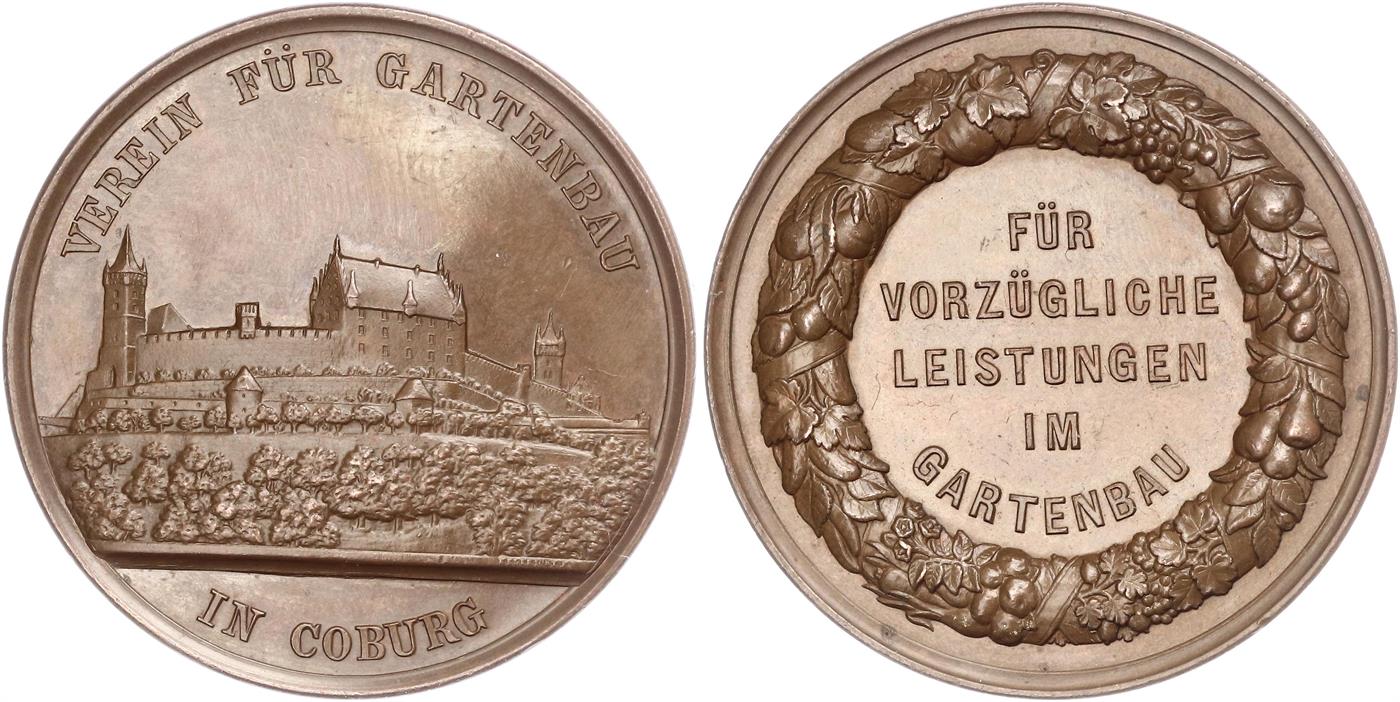 VEREIN FÜR GARTENBAU
IN COBURG
FÜR
VORZÜGLICHE
LEISTUNGEN
IM
GARTENBAU